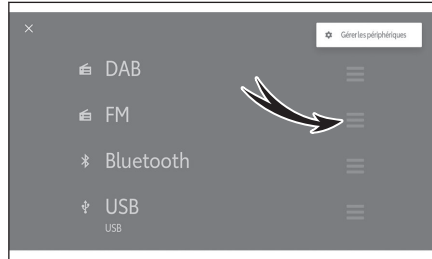 Gérer les périphériques
DAB
FM
Bluetooth
USB
USB